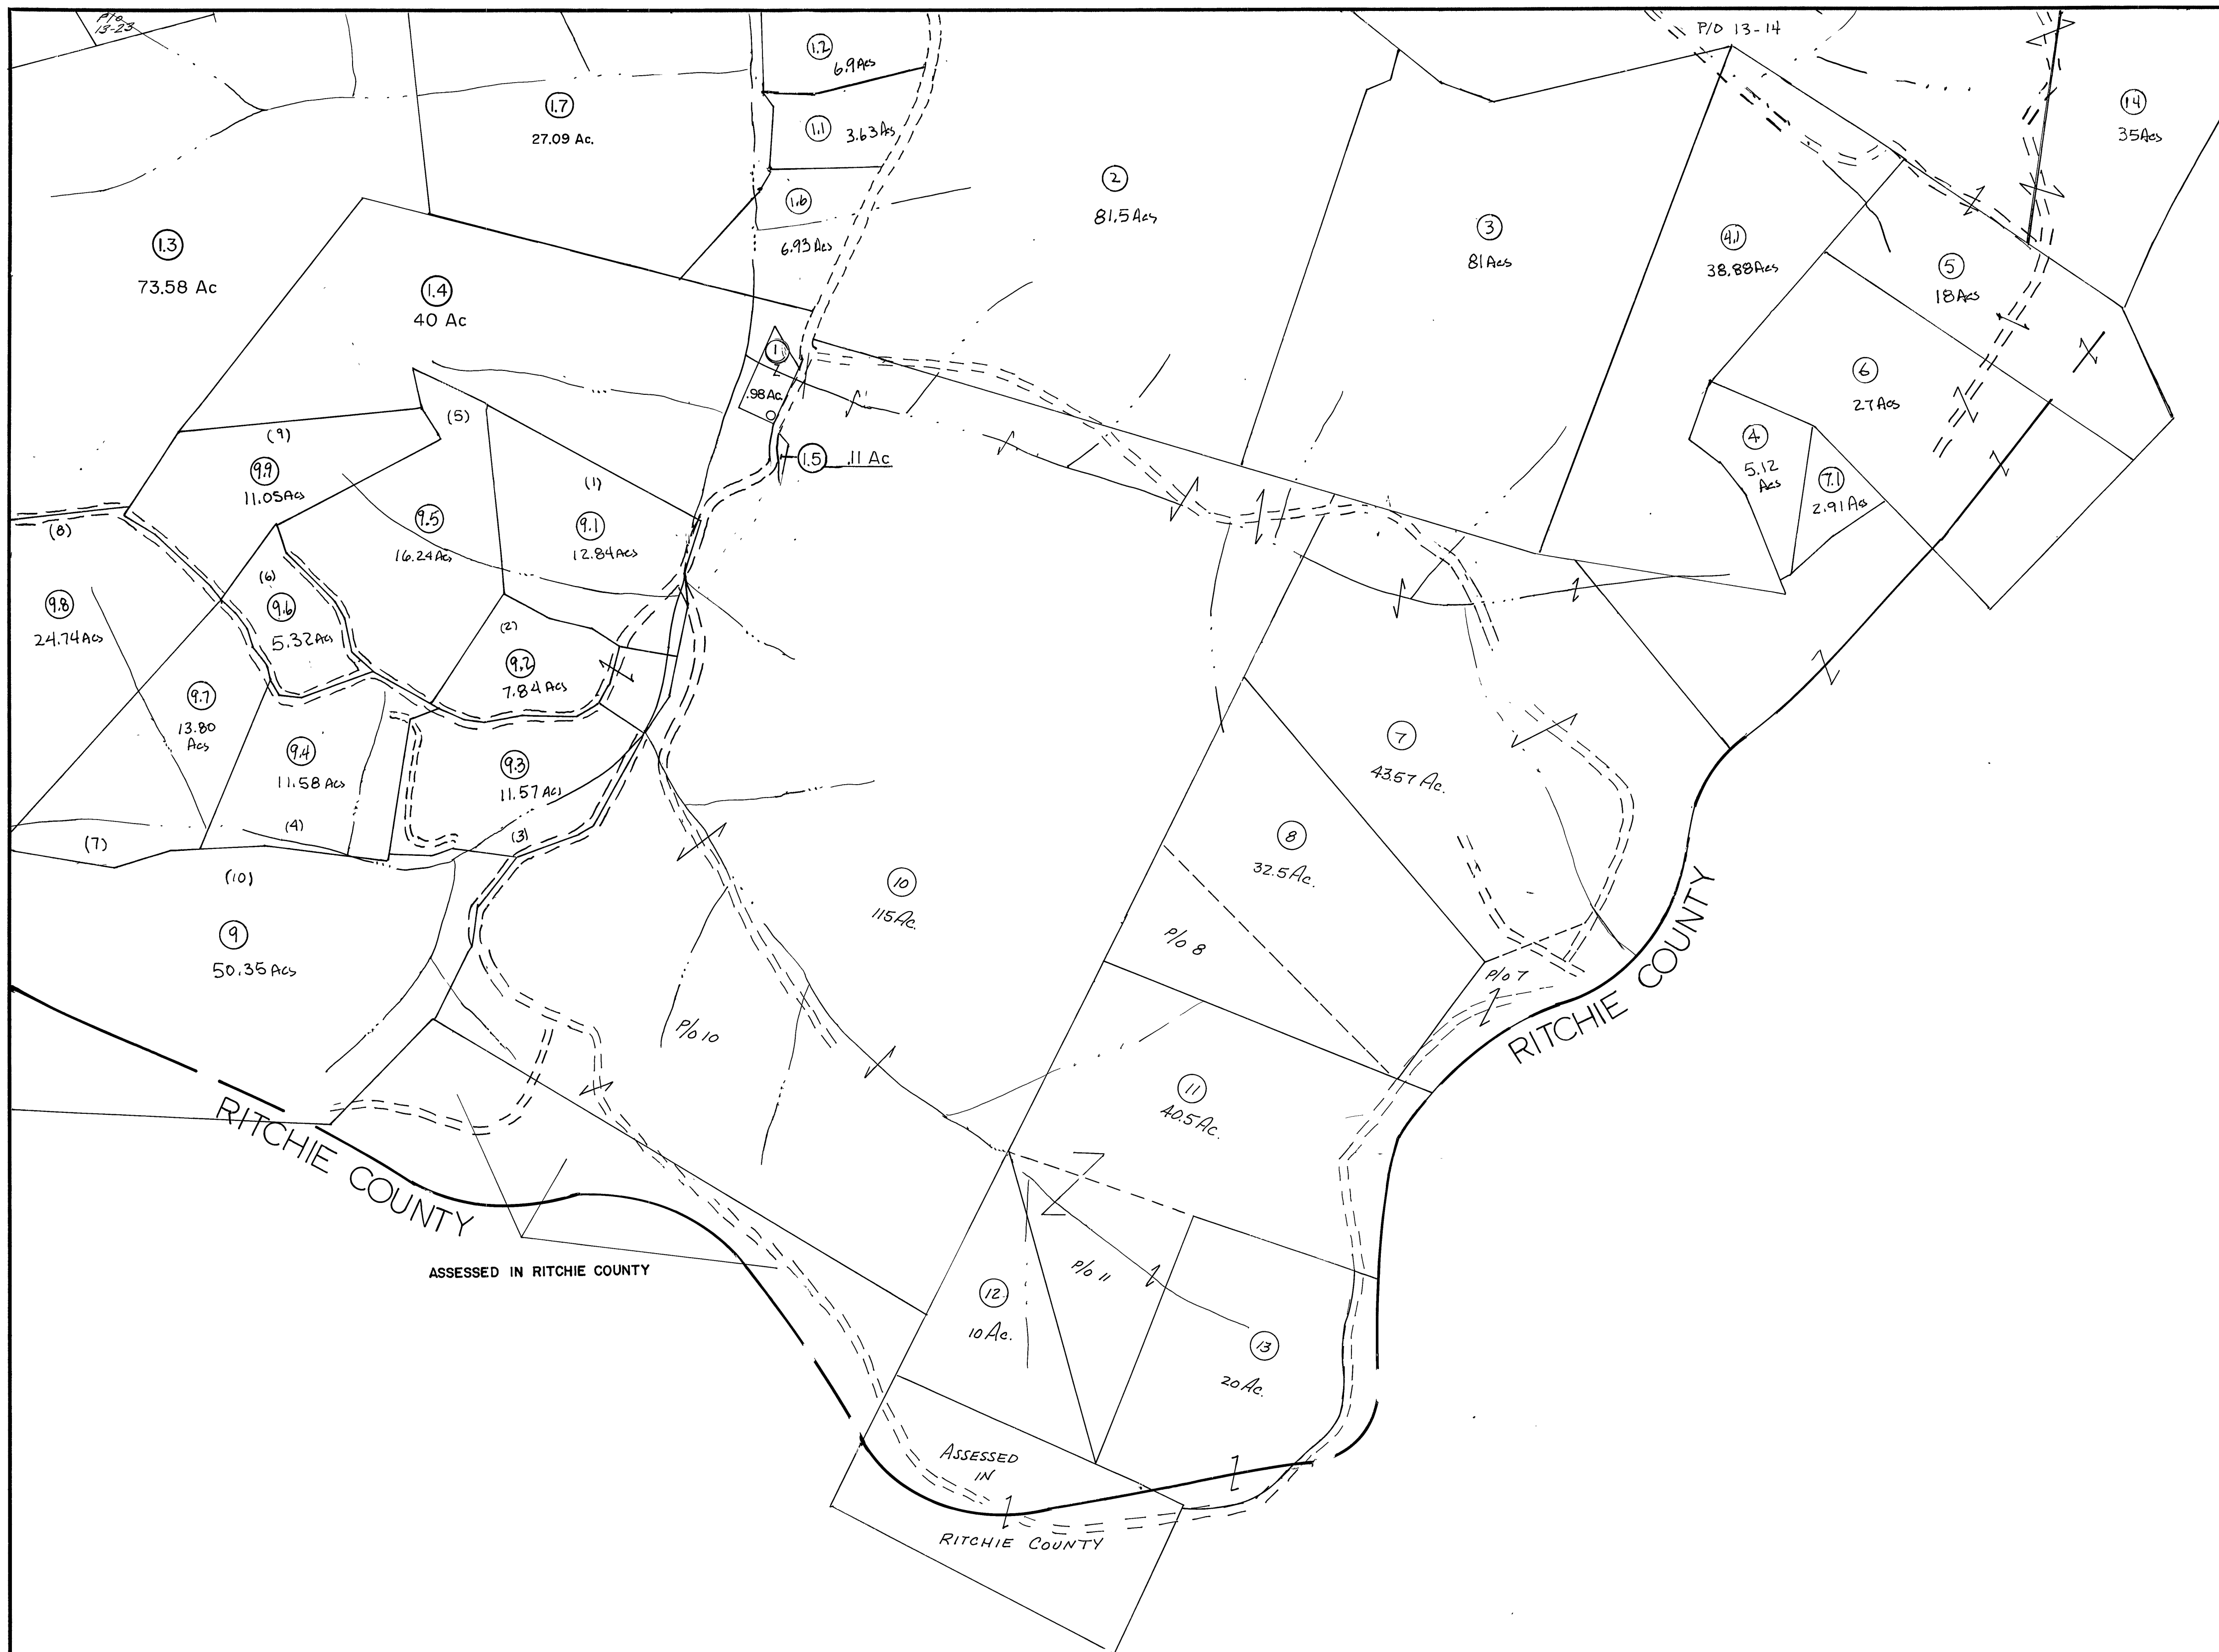 P/o
13-23
1.2
6.9 Acs
P/O 13-14
1.7
27.09 Ac.
1.1
3.63 Acs
14
35 Acs
1.6
6.93 Acs
2
81.5 Acs
3
81 Acs
4.1
38.88 Acs
1.3
73.58 Ac
1.4
40 Ac
5
18 Acs
1
.98 Ac.
6
27 Acs
(9)
9.9
11.05 Acs
(5)
9.5
16.24 Acs
(1)
9.1
12.84 Acs
1.5 .11 Ac
4
5.12
Acs
7.1
2.91 Acs
(8)
9.8
24.74 Acs
(6)
9.6
5.32 Acs
(2)
9.2
7.84 Acs
9.7
13.80
Acs
9.4
11.58 Acs
(4)
9.3
11.57 Acs
(3)
7
43.57 Ac.
(7)
(10)
8
32.5 Ac.
10
115 Ac.
9
50.35 Acs
P/o 8
P/o 7
P/o 10
RITCHIE COUNTY
11
40.5 Ac.
RITCHIE COUNTY
ASSESSED IN RITCHIE COUNTY
P/o 11
12
10 Ac.
13
20 Ac.
ASSESSED
IN
RITCHIE COUNTY